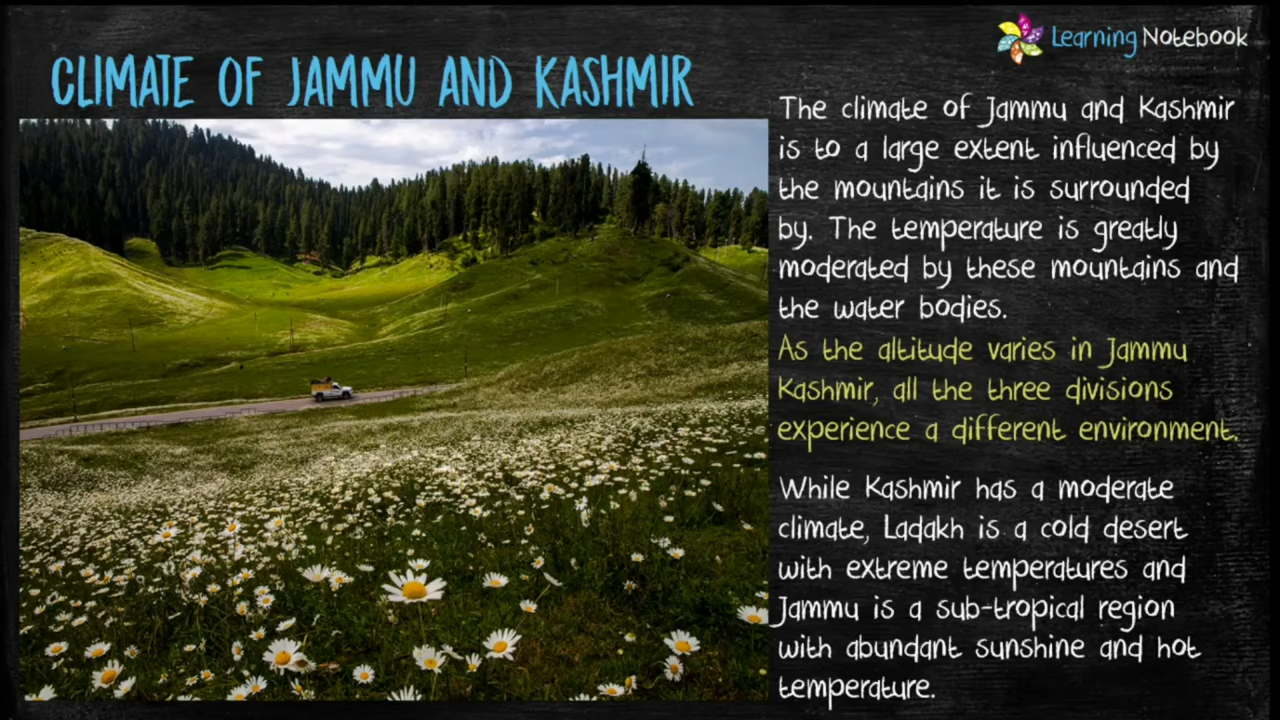 Learning Notebook
CLIMATE OF JAMMU AND KASHMIR
The climate of Jammu and Kashmir
is to a large extent influenced by
the mountains it is surrounded
by. The temperature is greatly
moderated by these mountains and
the water bodies.
As the altitude varies in Jammu
Kashmir, all the three divisions
experience a different environment.
While Kashmir has a moderate
climate, Ladakh is a cold desert
with extreme temperatures and
Jammu is a sub-tropical region
with abundant sunshine and hot
temperature.